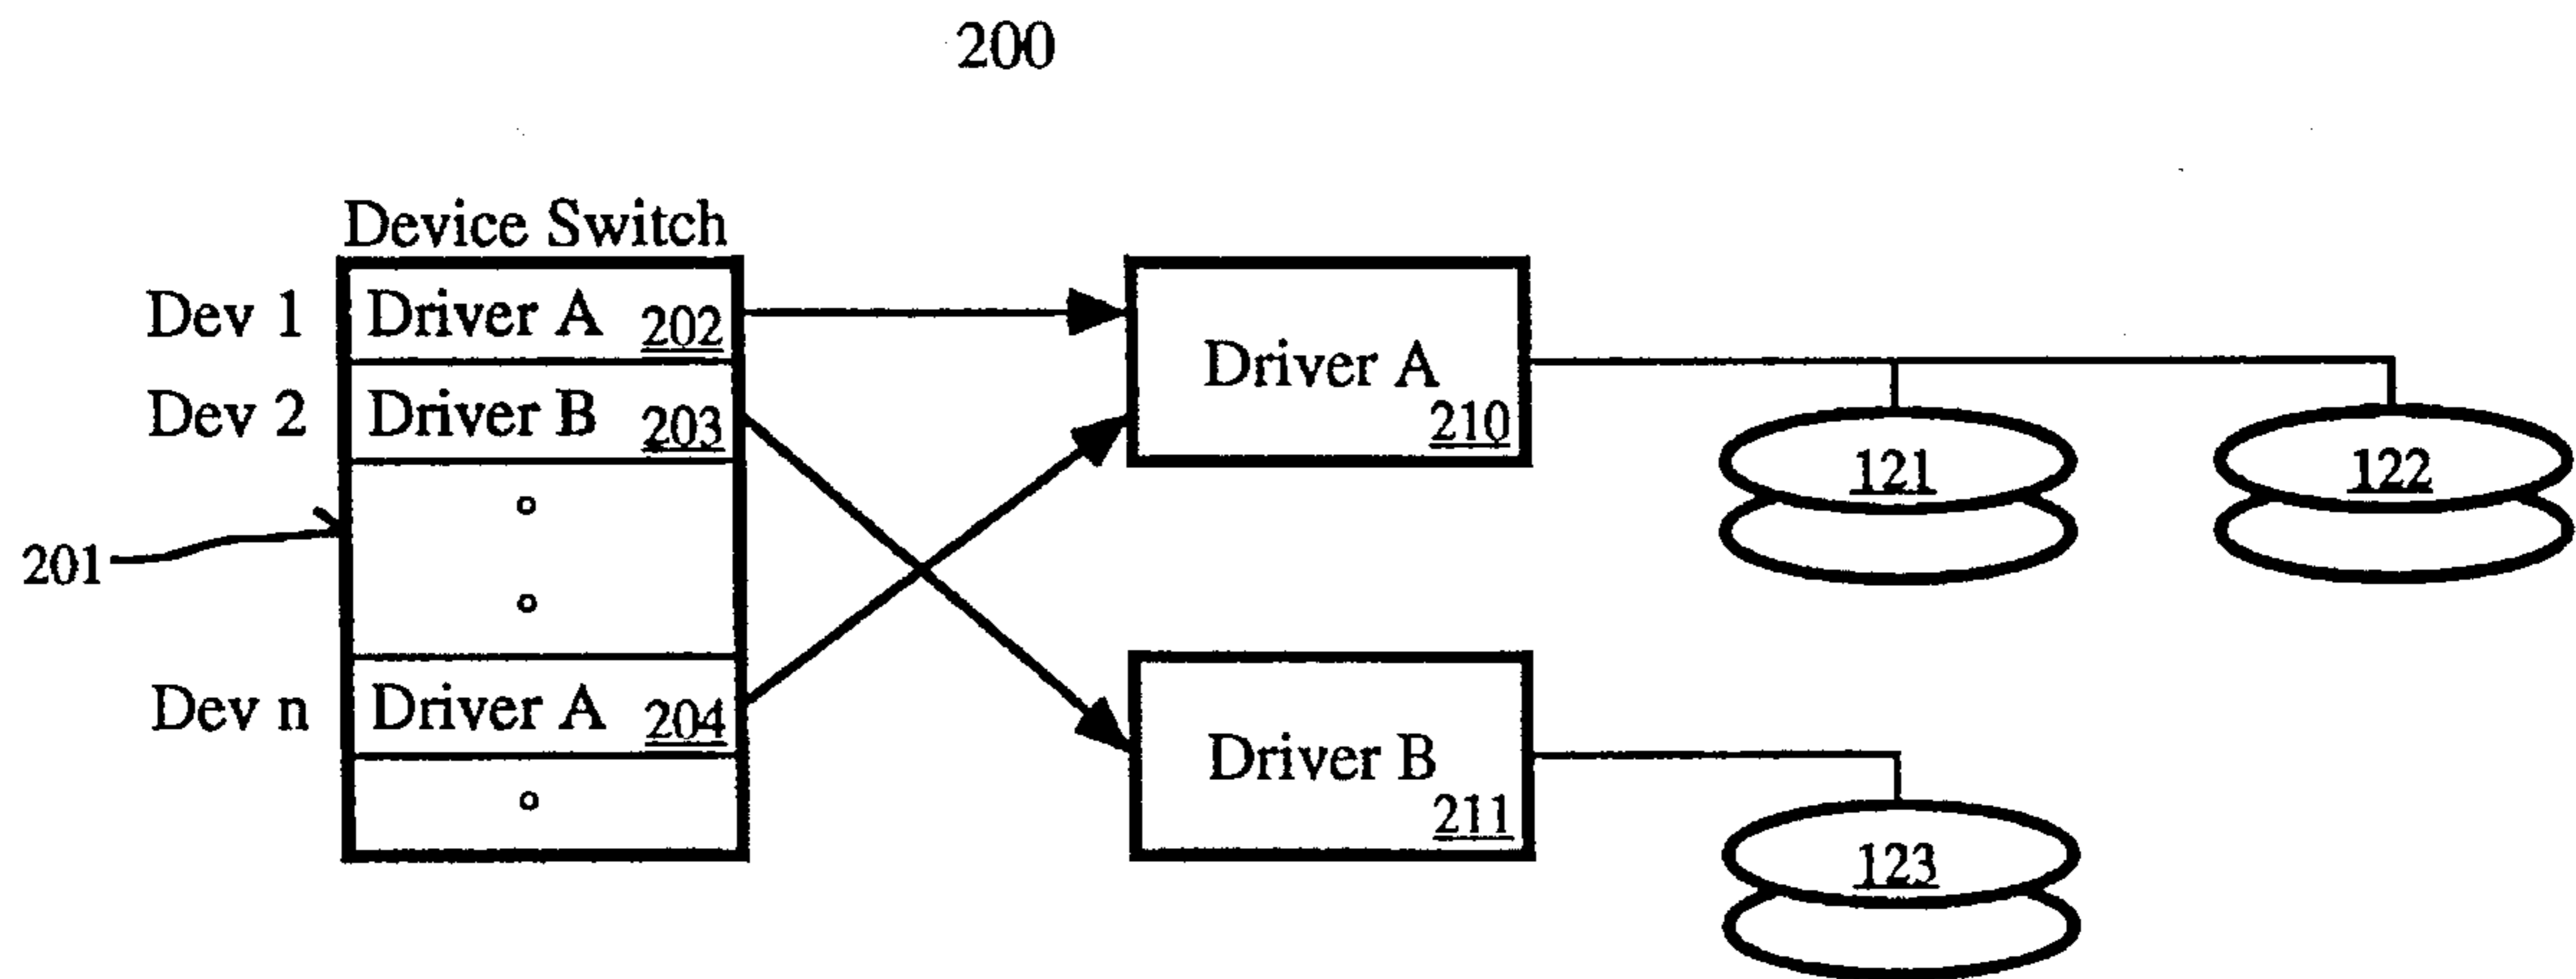 200
Device Switch
Dev 1 Driver A 202
Dev 2 Driver B 203
201
Dev n Driver A 204
Driver A
210
Driver B
211
121
122
123